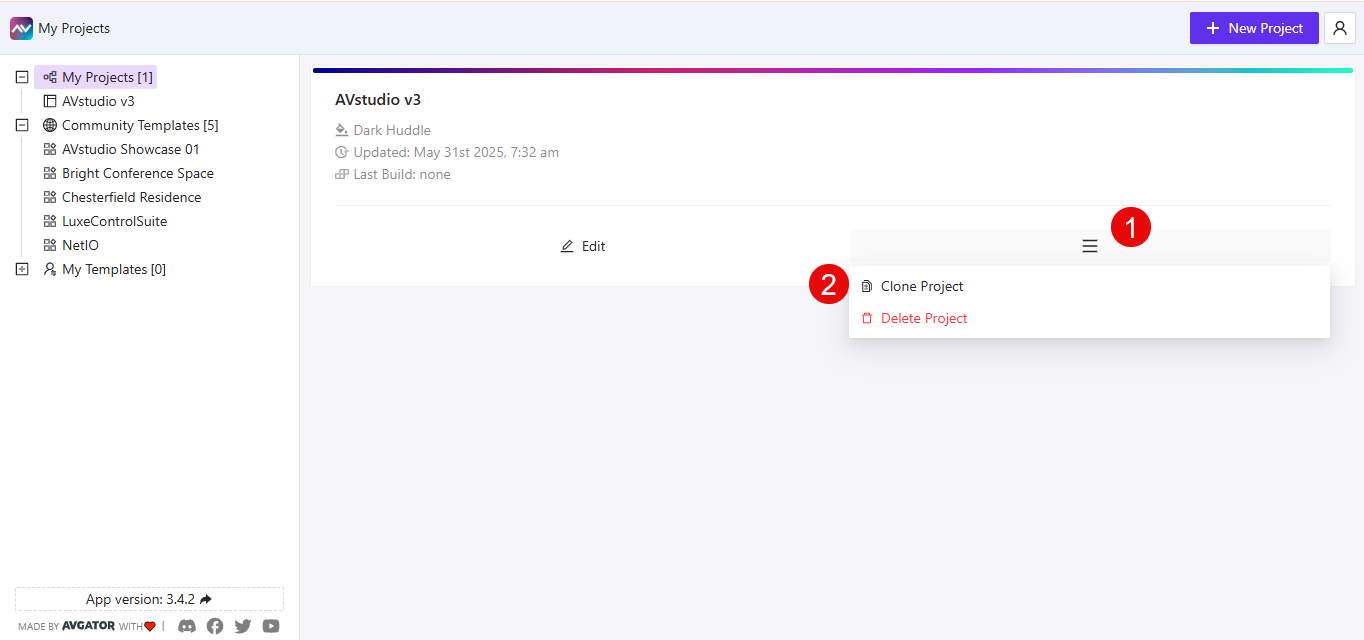 My Projects
New Project
My Projects [1]
AVstudio v3
Community Templates [5]
AVstudio Showcase 01
Bright Conference Space
Chesterfield Residence
LuxeControlSuite
NetIO
My Templates [0]
AVstudio v3
Dark Huddle
Updated: May 31st 2025, 7:32 am
Last Build: none
Edit
1
2
Clone Project
Delete Project
App version: 3.4.2
MADE BY AVGATOR WITH |